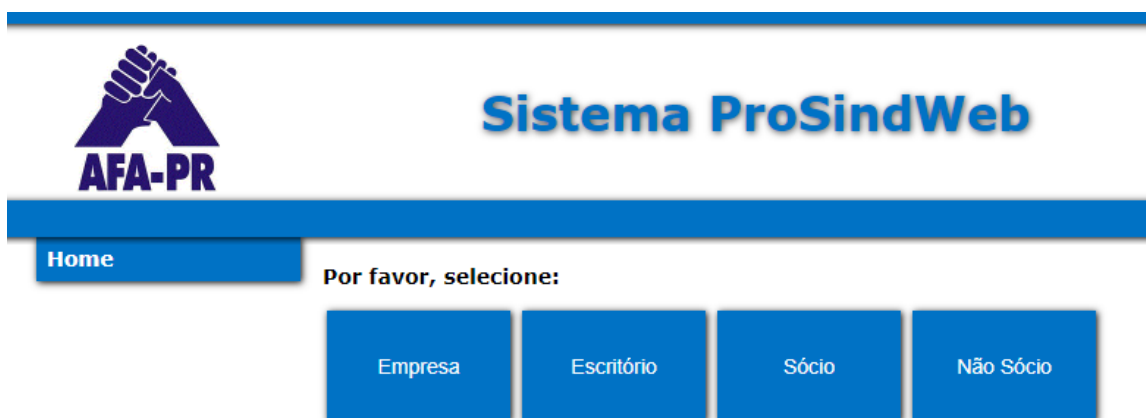 AFA-PR
Sistema ProSindWeb
Home
Por favor, selecione:
Empresa
Escritório
Sócio
Não Sócio